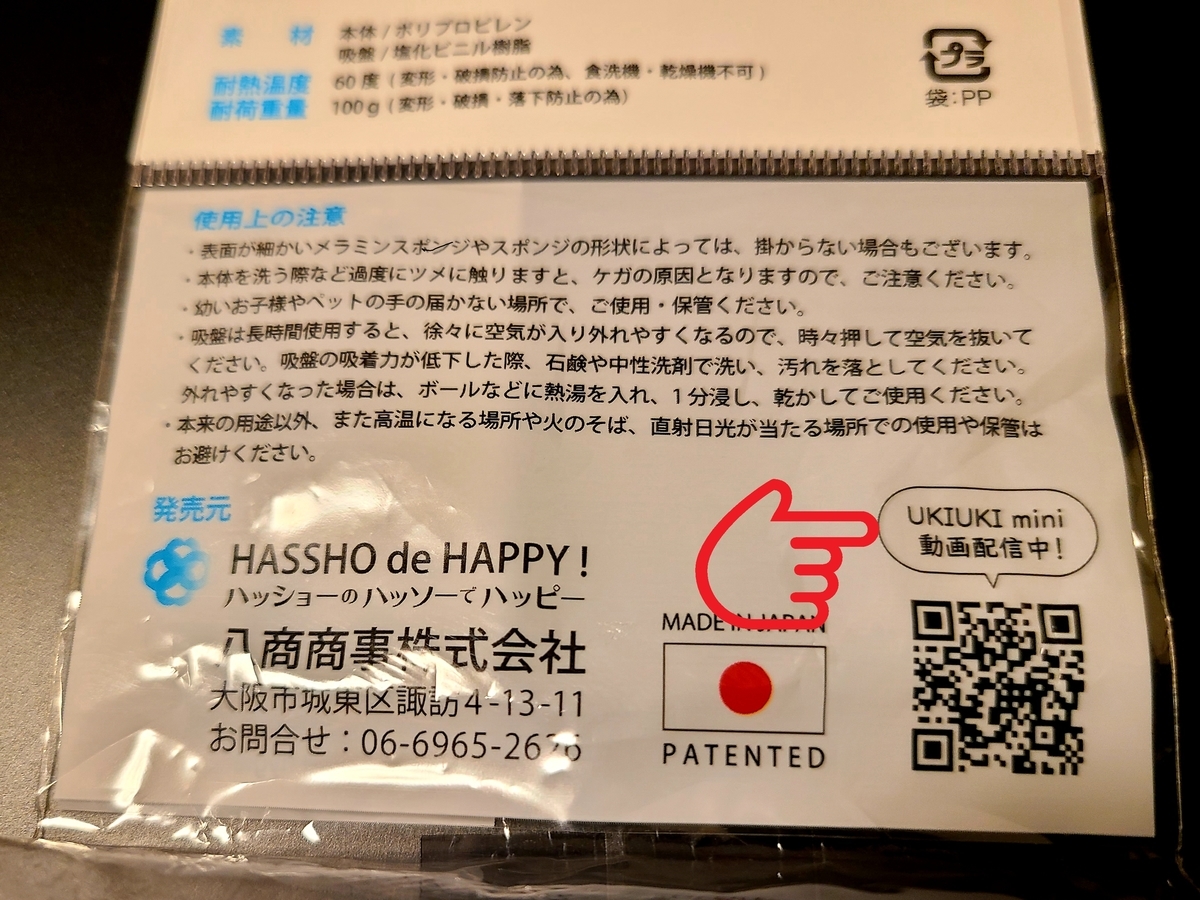 素材 本体 / ポリプロピレン
吸盤 / 塩化ビニル樹脂
耐熱温度 60度 ( 変形・破損防止の為、食洗機・乾燥機不可 )
耐荷重量 100g ( 変形・破損・落下防止の為)
プラ
袋:PP
使用上の注意
・表面が細かいメラミンスポンジやスポンジの形状によっては、掛からない場合もございます。
・本体を洗う際など過度にツメに触りますと、ケガの原因となりますので、ご注意ください。
・幼いお子様やペットの手の届かない場所で、ご使用・保管ください。
・吸盤は長時間使用すると、徐々に空気が入り外れやすくなるので、時々押して空気を抜いて
ください。吸盤の吸着力が低下した際、石鹸や中性洗剤で洗い、汚れを落としてください。
外れやすくなった場合は、ボールなどに熱湯を入れ、1分浸し、乾かしてご使用ください。
・本来の用途以外、また高温になる場所や火のそば、直射日光が当たる場所での使用や保管は
お避けください。
発売元
HASSHO de HAPPY !
ハッショーのハッソーでハッピー
八商商事株式会社
大阪市城東区諏訪4-13-11
お問合せ:06-6965-2676
MADE IN JAPAN
PATENTED
UKIUKI mini
動画配信中!